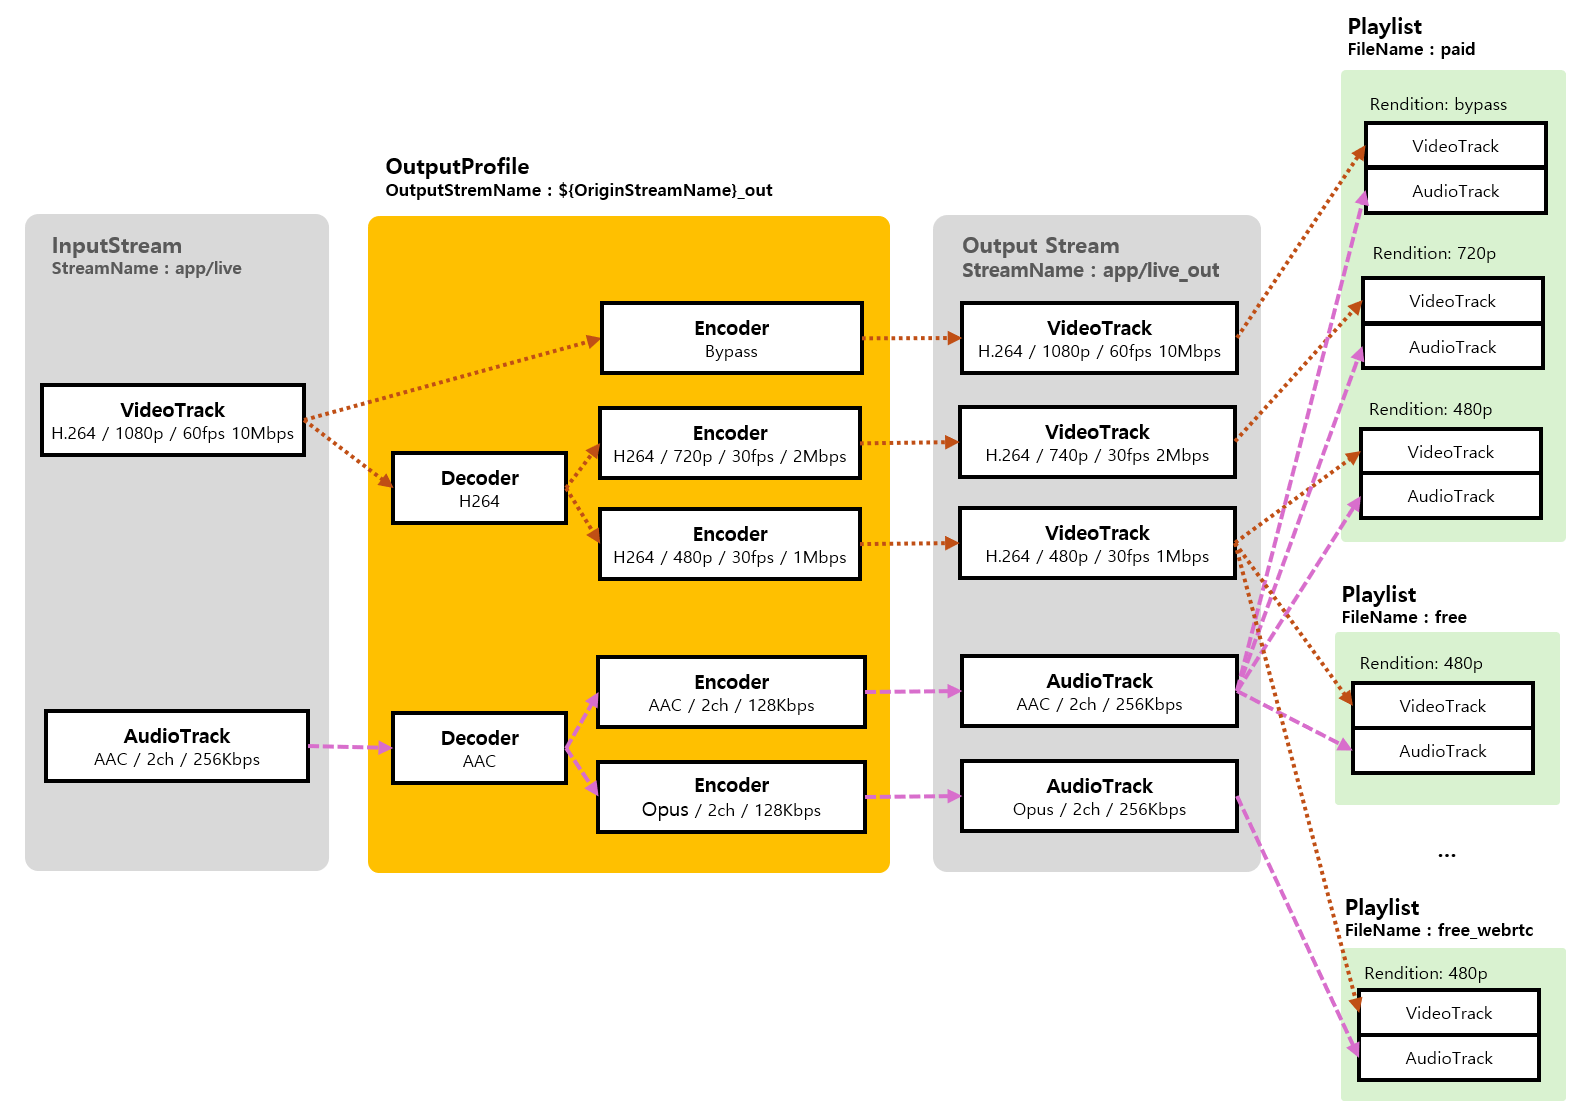 InputStream
StreamName : app/live
VideoTrack
H.264 / 1080p / 60fps 10Mbps
AudioTrack
AAC / 2ch / 256Kbps
OutputProfile
OutputStremName : ${OriginStreamName}_out
Decoder
H264
Decoder
AAC
Encoder
Bypass
Encoder
H264 / 720p / 30fps / 2Mbps
Encoder
H264 / 480p / 30fps / 1Mbps
Encoder
AAC / 2ch / 128Kbps
Encoder
Opus / 2ch / 128Kbps
Output Stream
StreamName : app/live_out
VideoTrack
H.264 / 1080p / 60fps 10Mbps
VideoTrack
H.264 / 740p / 30fps 2Mbps
VideoTrack
H.264 / 480p / 30fps 1Mbps
AudioTrack
AAC / 2ch / 256Kbps
AudioTrack
Opus / 2ch / 256Kbps
Playlist
FileName : paid
Rendition: bypass
VideoTrack
AudioTrack
Rendition: 720p
VideoTrack
AudioTrack
Rendition: 480p
VideoTrack
AudioTrack
Playlist
FileName : free
Rendition: 480p
VideoTrack
AudioTrack
...
Playlist
FileName : free_webrtc
Rendition: 480p
VideoTrack
AudioTrack